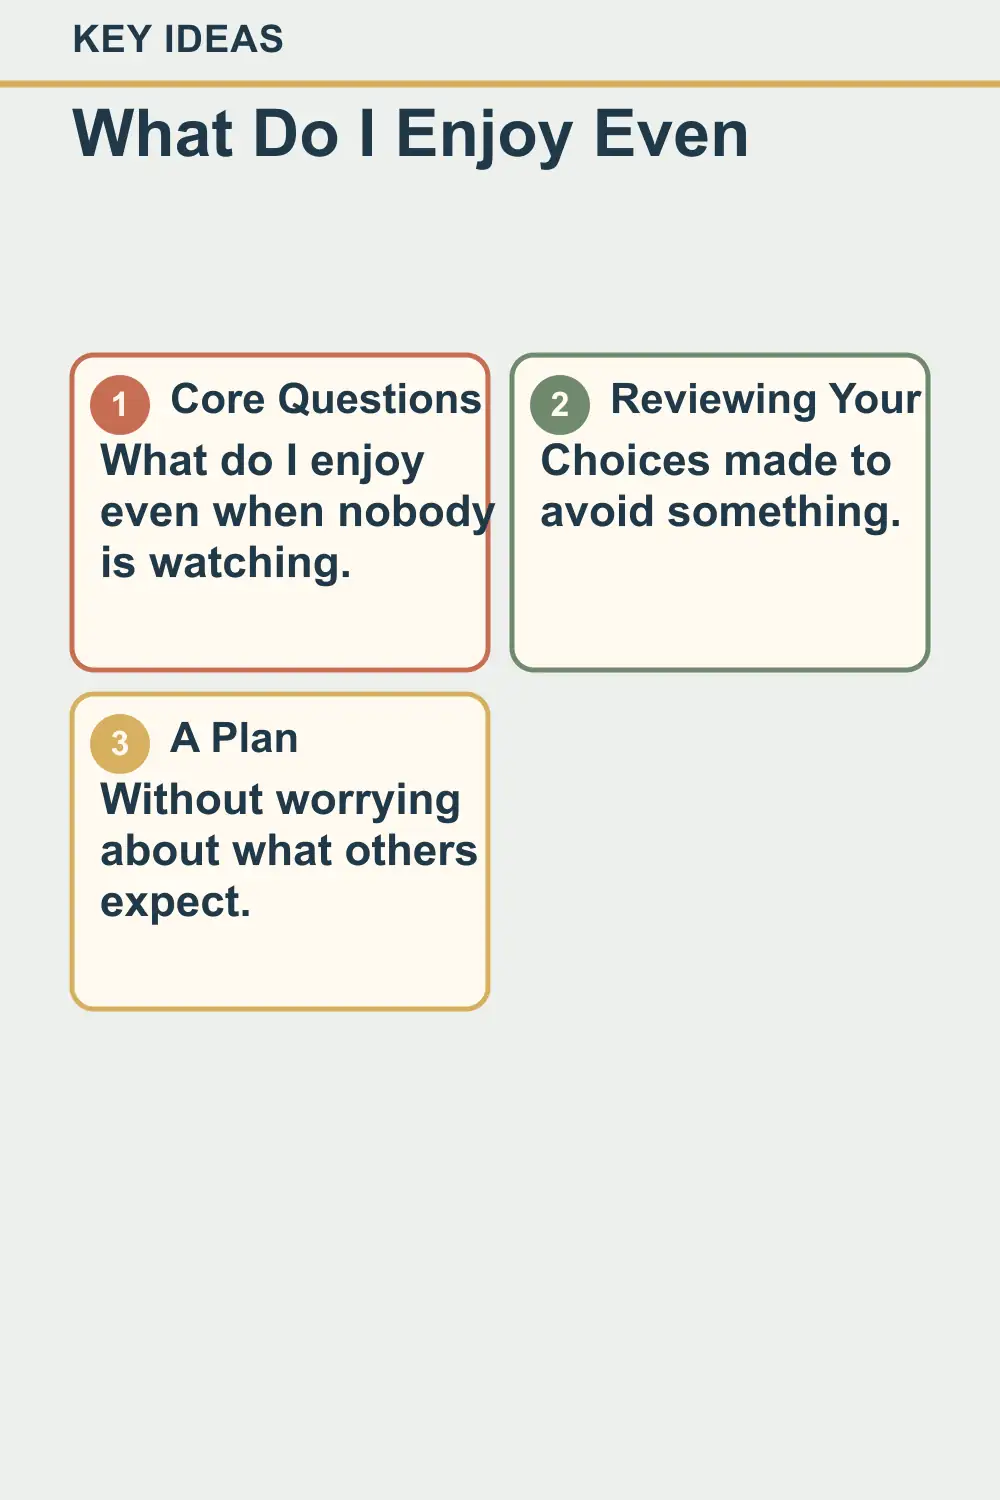 KEY IDEAS
What Do I Enjoy Even
1 Core Questions
What do I enjoy
even when nobody
is watching.
2 Reviewing Your
Choices made to
avoid something.
3 A Plan
Without worrying
about what others
expect.